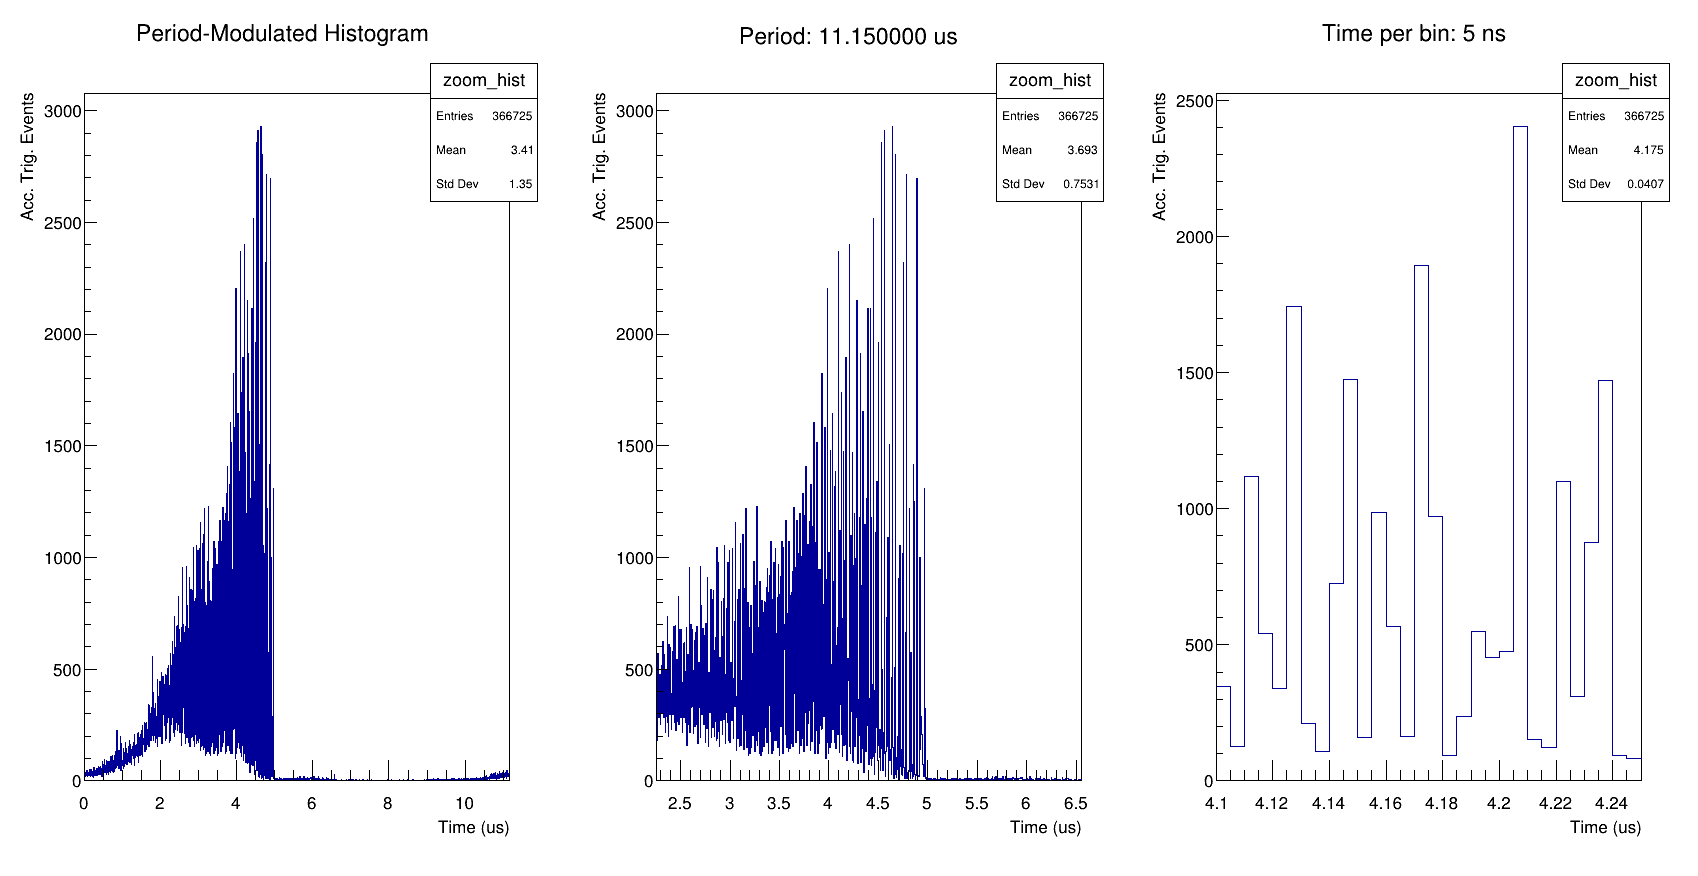 Period-Modulated Histogram
Acc. Trig. Events
zoom_hist
Entries 366725
Mean 3.41
Std Dev 1.35
3000
2500
2000
1500
1000
500
0
0 2 4 6 8 10
Time (us)
Period: 11.150000 us
Acc. Trig. Events
zoom_hist
Entries 366725
Mean 3.693
Std Dev 0.7531
3000
2500
2000
1500
1000
500
0
2.5 3 3.5 4 4.5 5 5.5 6 6.5
Time (us)
Time per bin: 5 ns
Acc. Trig. Events
zoom_hist
Entries 366725
Mean 4.175
Std Dev 0.0407
2500
2000
1500
1000
500
0
4.1 4.12 4.14 4.16 4.18 4.2 4.22 4.24
Time (us)